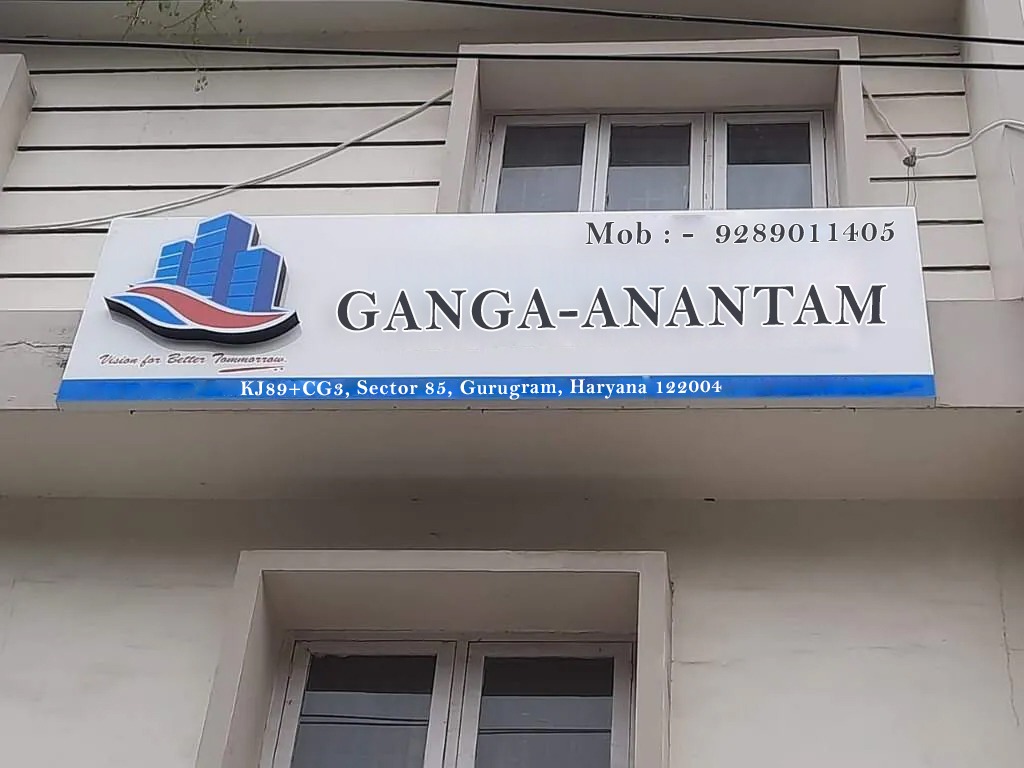 Mob : - 9289011405
GANGA-ANANTAM
Vision for Better Tommorrow.
KJ89+CG3, Sector 85, Gurugram, Haryana 122004